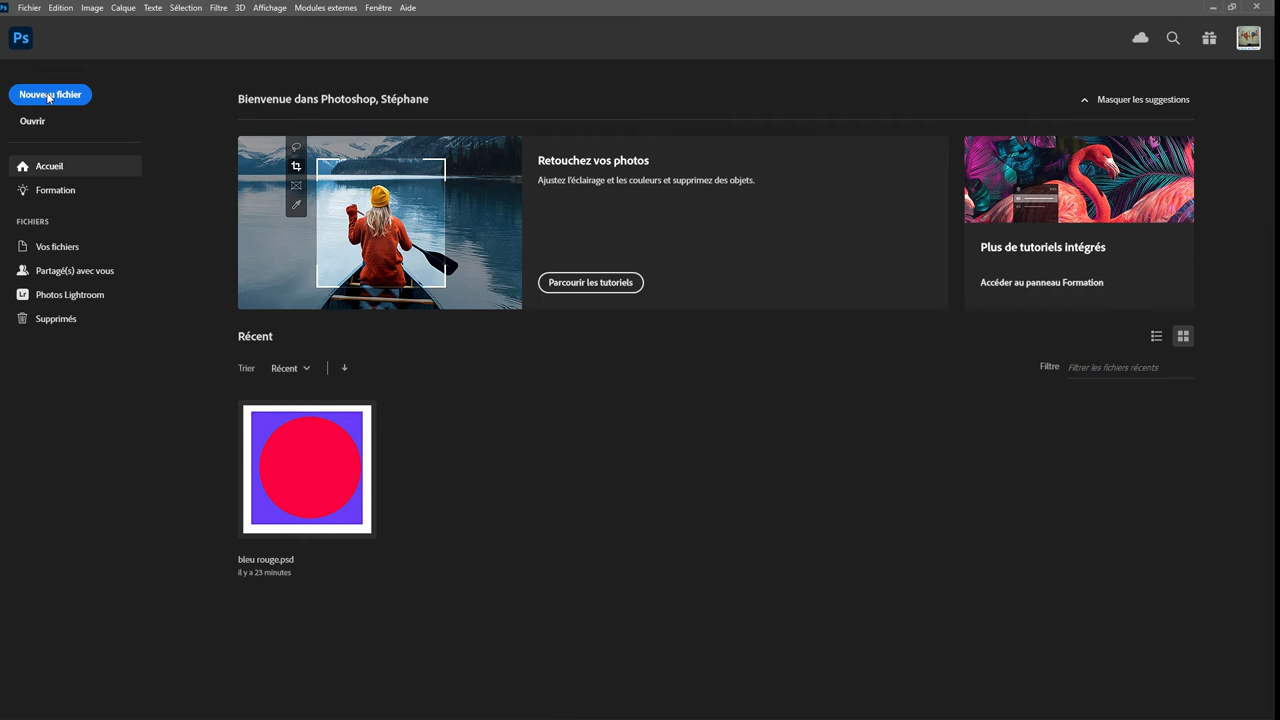 Ps Fichier Edition Image Calque Texte Sélection Filtre 3D Affichage Modules externes Fenêtre Aide
Ps
Nouveau fichier
Ouvrir
Accueil
Formation
FICHIERS
Vos fichiers
Partagé(s) avec vous
Lr Photos Lightroom
Supprimés
Bienvenue dans Photoshop, Stéphane
Masquer les suggestions
Retouchez vos photos
Ajustez l'éclairage et les couleurs et supprimez des objets.
Parcourir les tutoriels
Plus de tutoriels intégrés
Accéder au panneau Formation
Récent
Trier Récent
Filtre Filtrer les fichiers récents
bleu rouge.psd
il y a 23 minutes